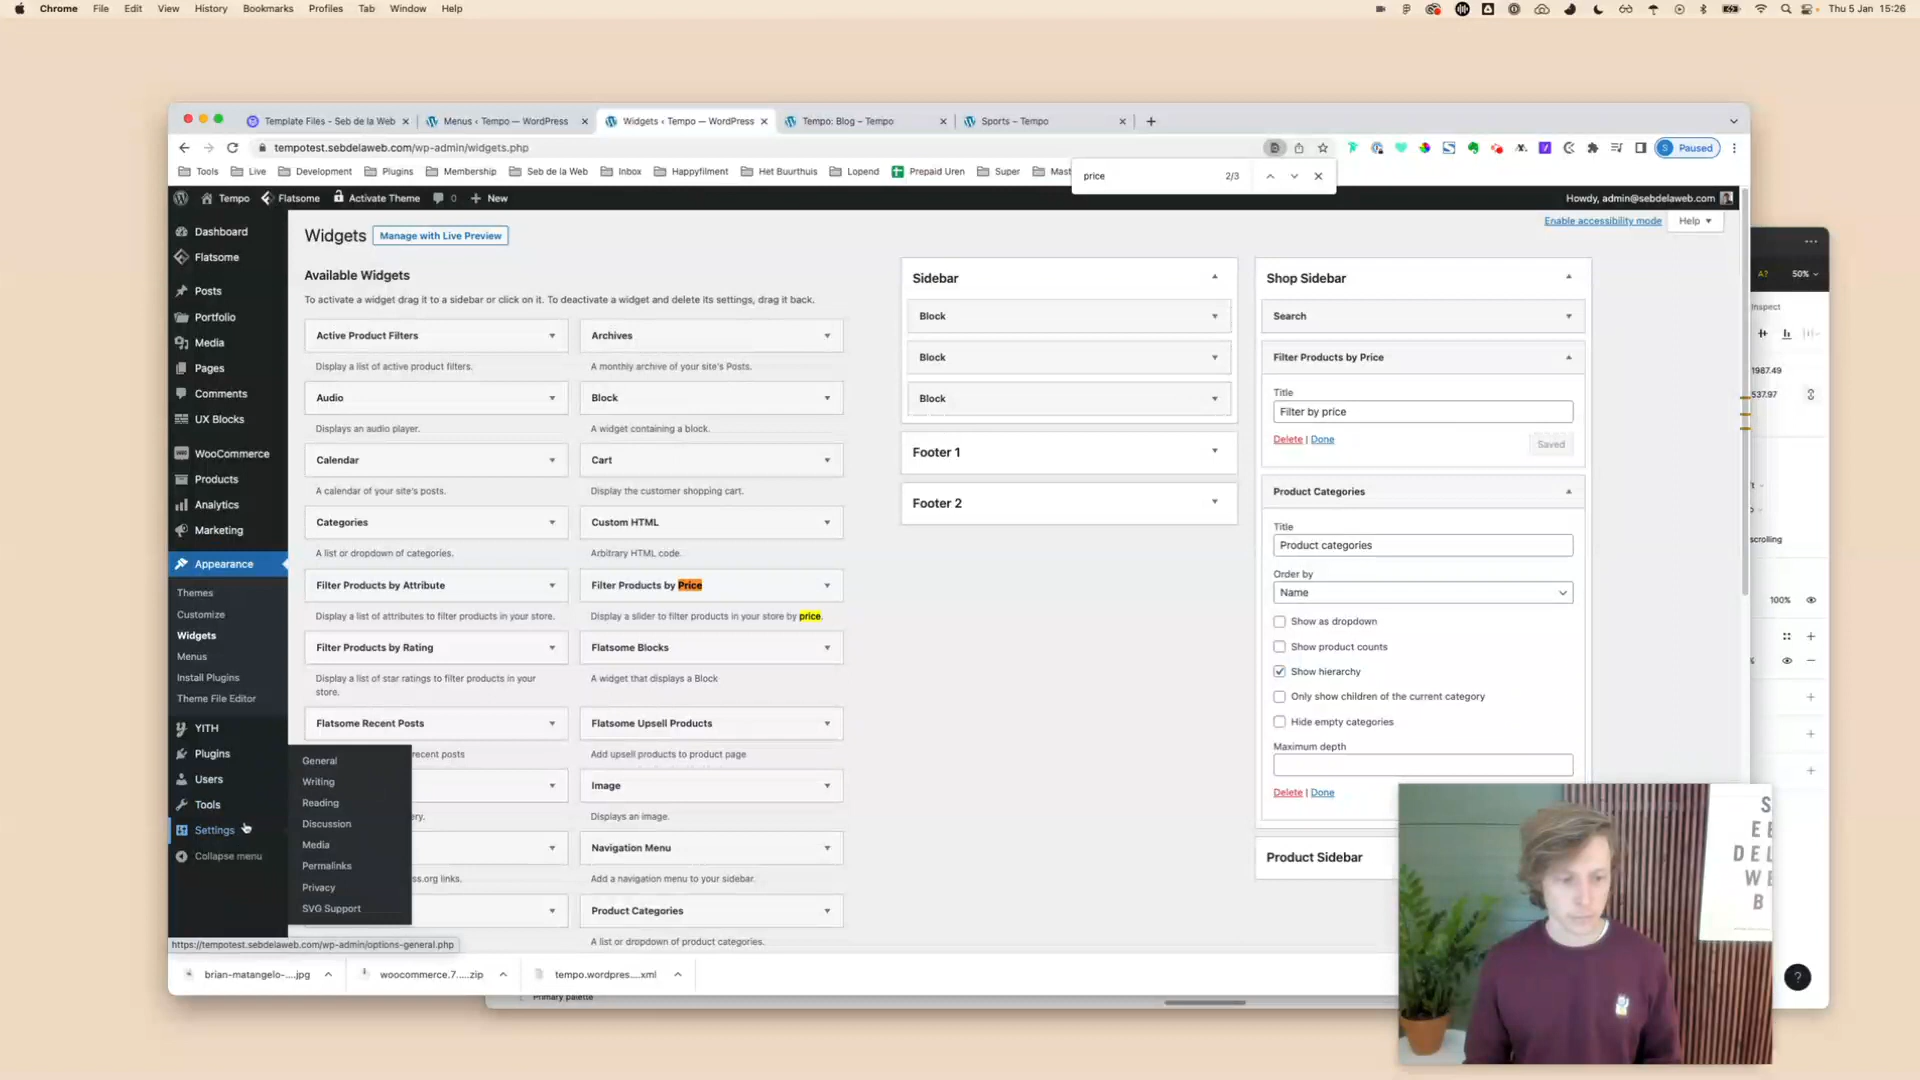 Chrome File Edit View History Bookmarks Profiles Tab Window Help Thu 5 Jan 15:26
Template Files - Seb de la Web Menus ‹ Tempo — WordPress Widgets ‹ Tempo — WordPress Tempo: Blog – Tempo Sports – Tempo
tempotest.sebdelaweb.com/wp-admin/widgets.php S Paused
Tools Live Development Plugins Membership Seb de la Web Inbox Happyfilment Het Buurthuis Lopend Prepaid Uren Super Mast
price 2/3
Tempo Flatsome Activate Theme 0 New Howdy, admin@sebdelaweb.com
Enable accessibility mode Help
Dashboard
Flatsome
Posts
Portfolio
Media
Pages
Comments
UX Blocks
WooCommerce
Products
Analytics
Marketing
Appearance
Themes
Customize
Widgets
Menus
Install Plugins
Theme File Editor
YITH
Plugins
Users
Tools
Settings
Collapse menu
General
Writing
Reading
Discussion
Media
Permalinks
Privacy
SVG Support
Widgets Manage with Live Preview
Available Widgets
To activate a widget drag it to a sidebar or click on it. To deactivate a widget and delete its settings, drag it back.
Active Product Filters
Display a list of active product filters.
Archives
A monthly archive of your site's Posts.
Audio
Displays an audio player.
Block
A widget containing a block.
Calendar
A calendar of your site's posts.
Cart
Display the customer shopping cart.
Categories
A list or dropdown of categories.
Custom HTML
Arbitrary HTML code.
Filter Products by Attribute
Display a list of attributes to filter products in your store.
Filter Products by Price
Display a slider to filter products in your store by price.
Filter Products by Rating
Display a list of star ratings to filter products in your
store.
Flatsome Blocks
A widget that displays a Block
Flatsome Recent Posts
recent posts
Flatsome Upsell Products
Add upsell products to product page
ery.
Image
Displays an image.
ss.org links.
Navigation Menu
Add a navigation menu to your sidebar.
Product Categories
A list or dropdown of product categories.
Sidebar
Block
Block
Block
Footer 1
Footer 2
Shop Sidebar
Search
Filter Products by Price
Title
Filter by price
Delete | Done
Saved
Product Categories
Title
Product categories
Order by
Name
Show as dropdown
Show product counts
Show hierarchy
Only show children of the current category
Hide empty categories
Maximum depth
Delete | Done
Product Sidebar
https://tempotest.sebdelaweb.com/wp-admin/options-general.php
brian-matangelo-....jpg woocommerce.7.....zip tempo.wordpres....xml
Primary palette
A? 50%
Inspect
1987.49
537.97
scrolling
100%
S
E E
DEL
W E
B
?